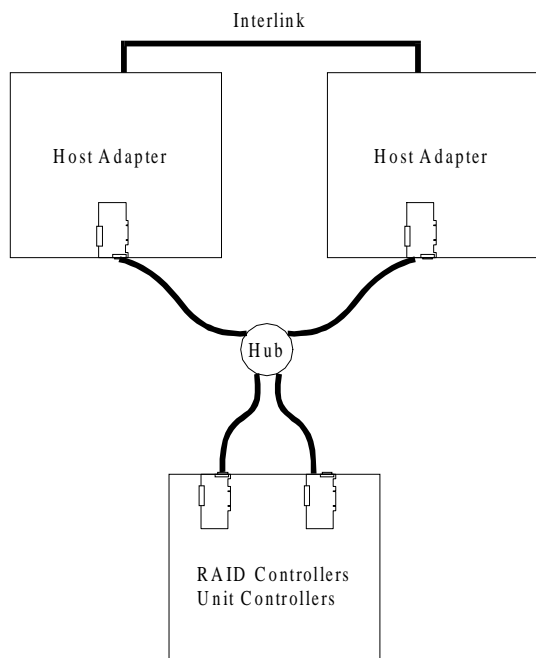 Interlink
Host Adapter
Host Adapter
Hub
RAID Controllers
Unit Controllers